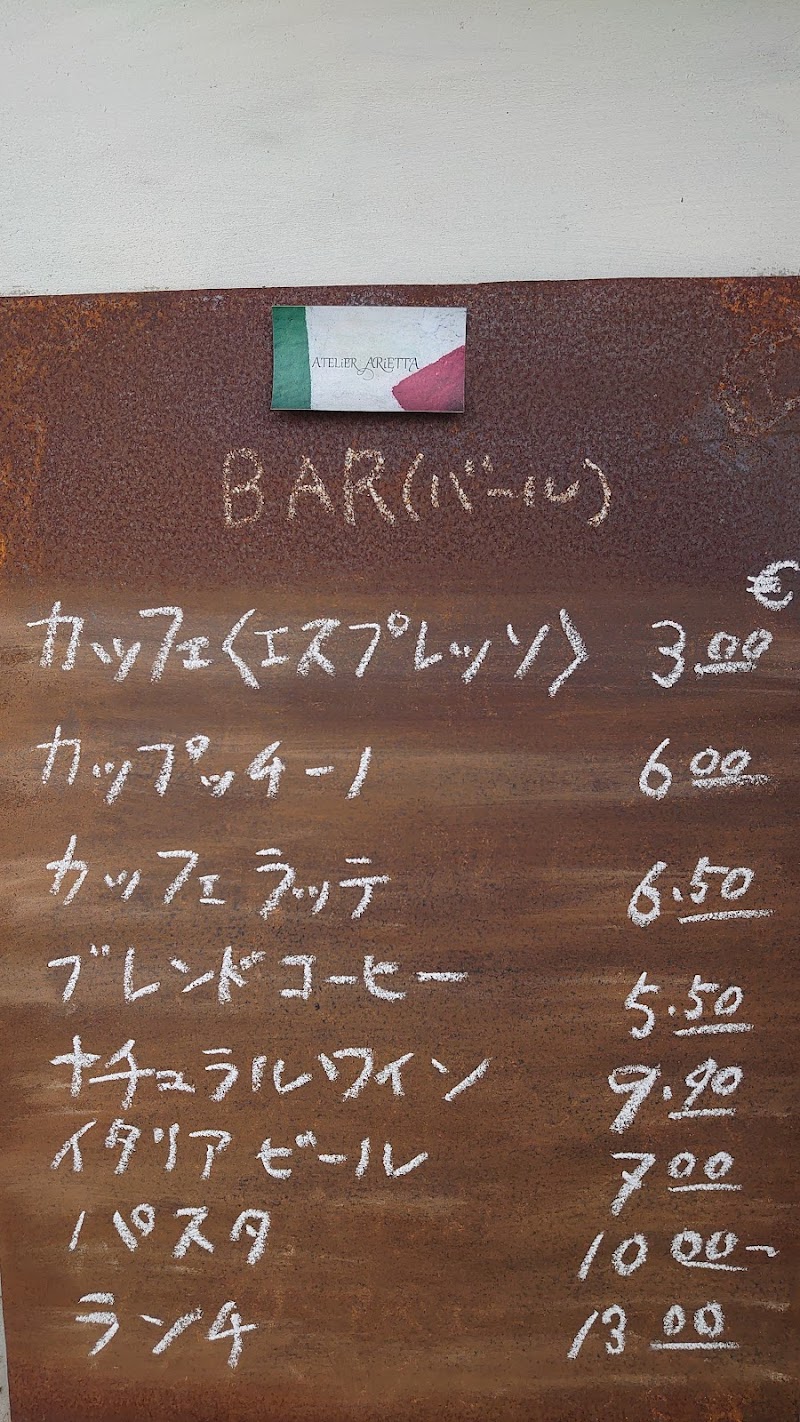 ATELiER ARiETTA
BAR(バール)
€
カッフェ〈エスプレッソ〉 3 00
カップッチーノ 6 00
カッフェ ラッテ 6.50
ブレンドコーヒー 5.50
ナチュラルワイン 9.90
イタリア ビール 7 00
パスタ 10 00~
ランチ 13 00